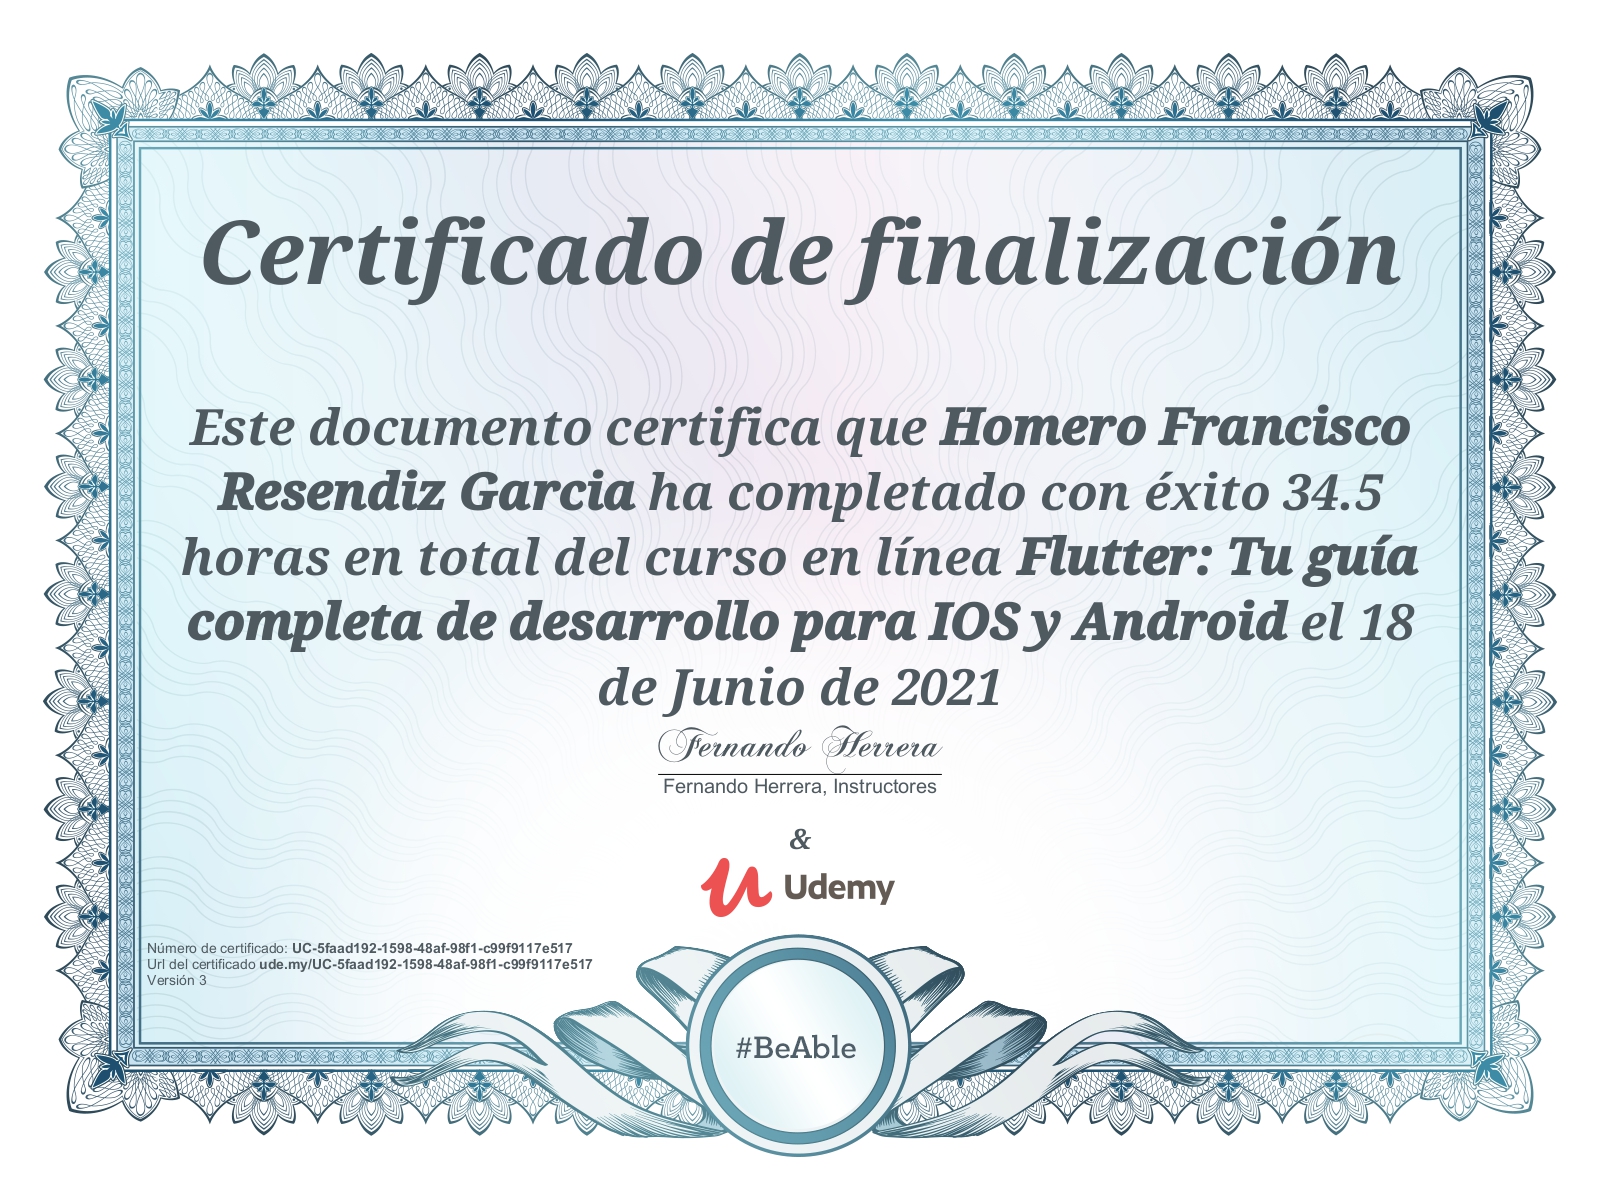 Certificado de finalización
Este documento certifica que Homero Francisco
Resendiz Garcia ha completado con éxito 34.5
horas en total del curso en línea Flutter: Tu guía
completa de desarrollo para IOS y Android el 18
de Junio de 2021
Fernando Herrera
Fernando Herrera, Instructores
&
Udemy
Número de certificado: UC-5faad192-1598-48af-98f1-c99f9117e517
Url del certificado ude.my/UC-5faad192-1598-48af-98f1-c99f9117e517
Versión 3
#BeAble